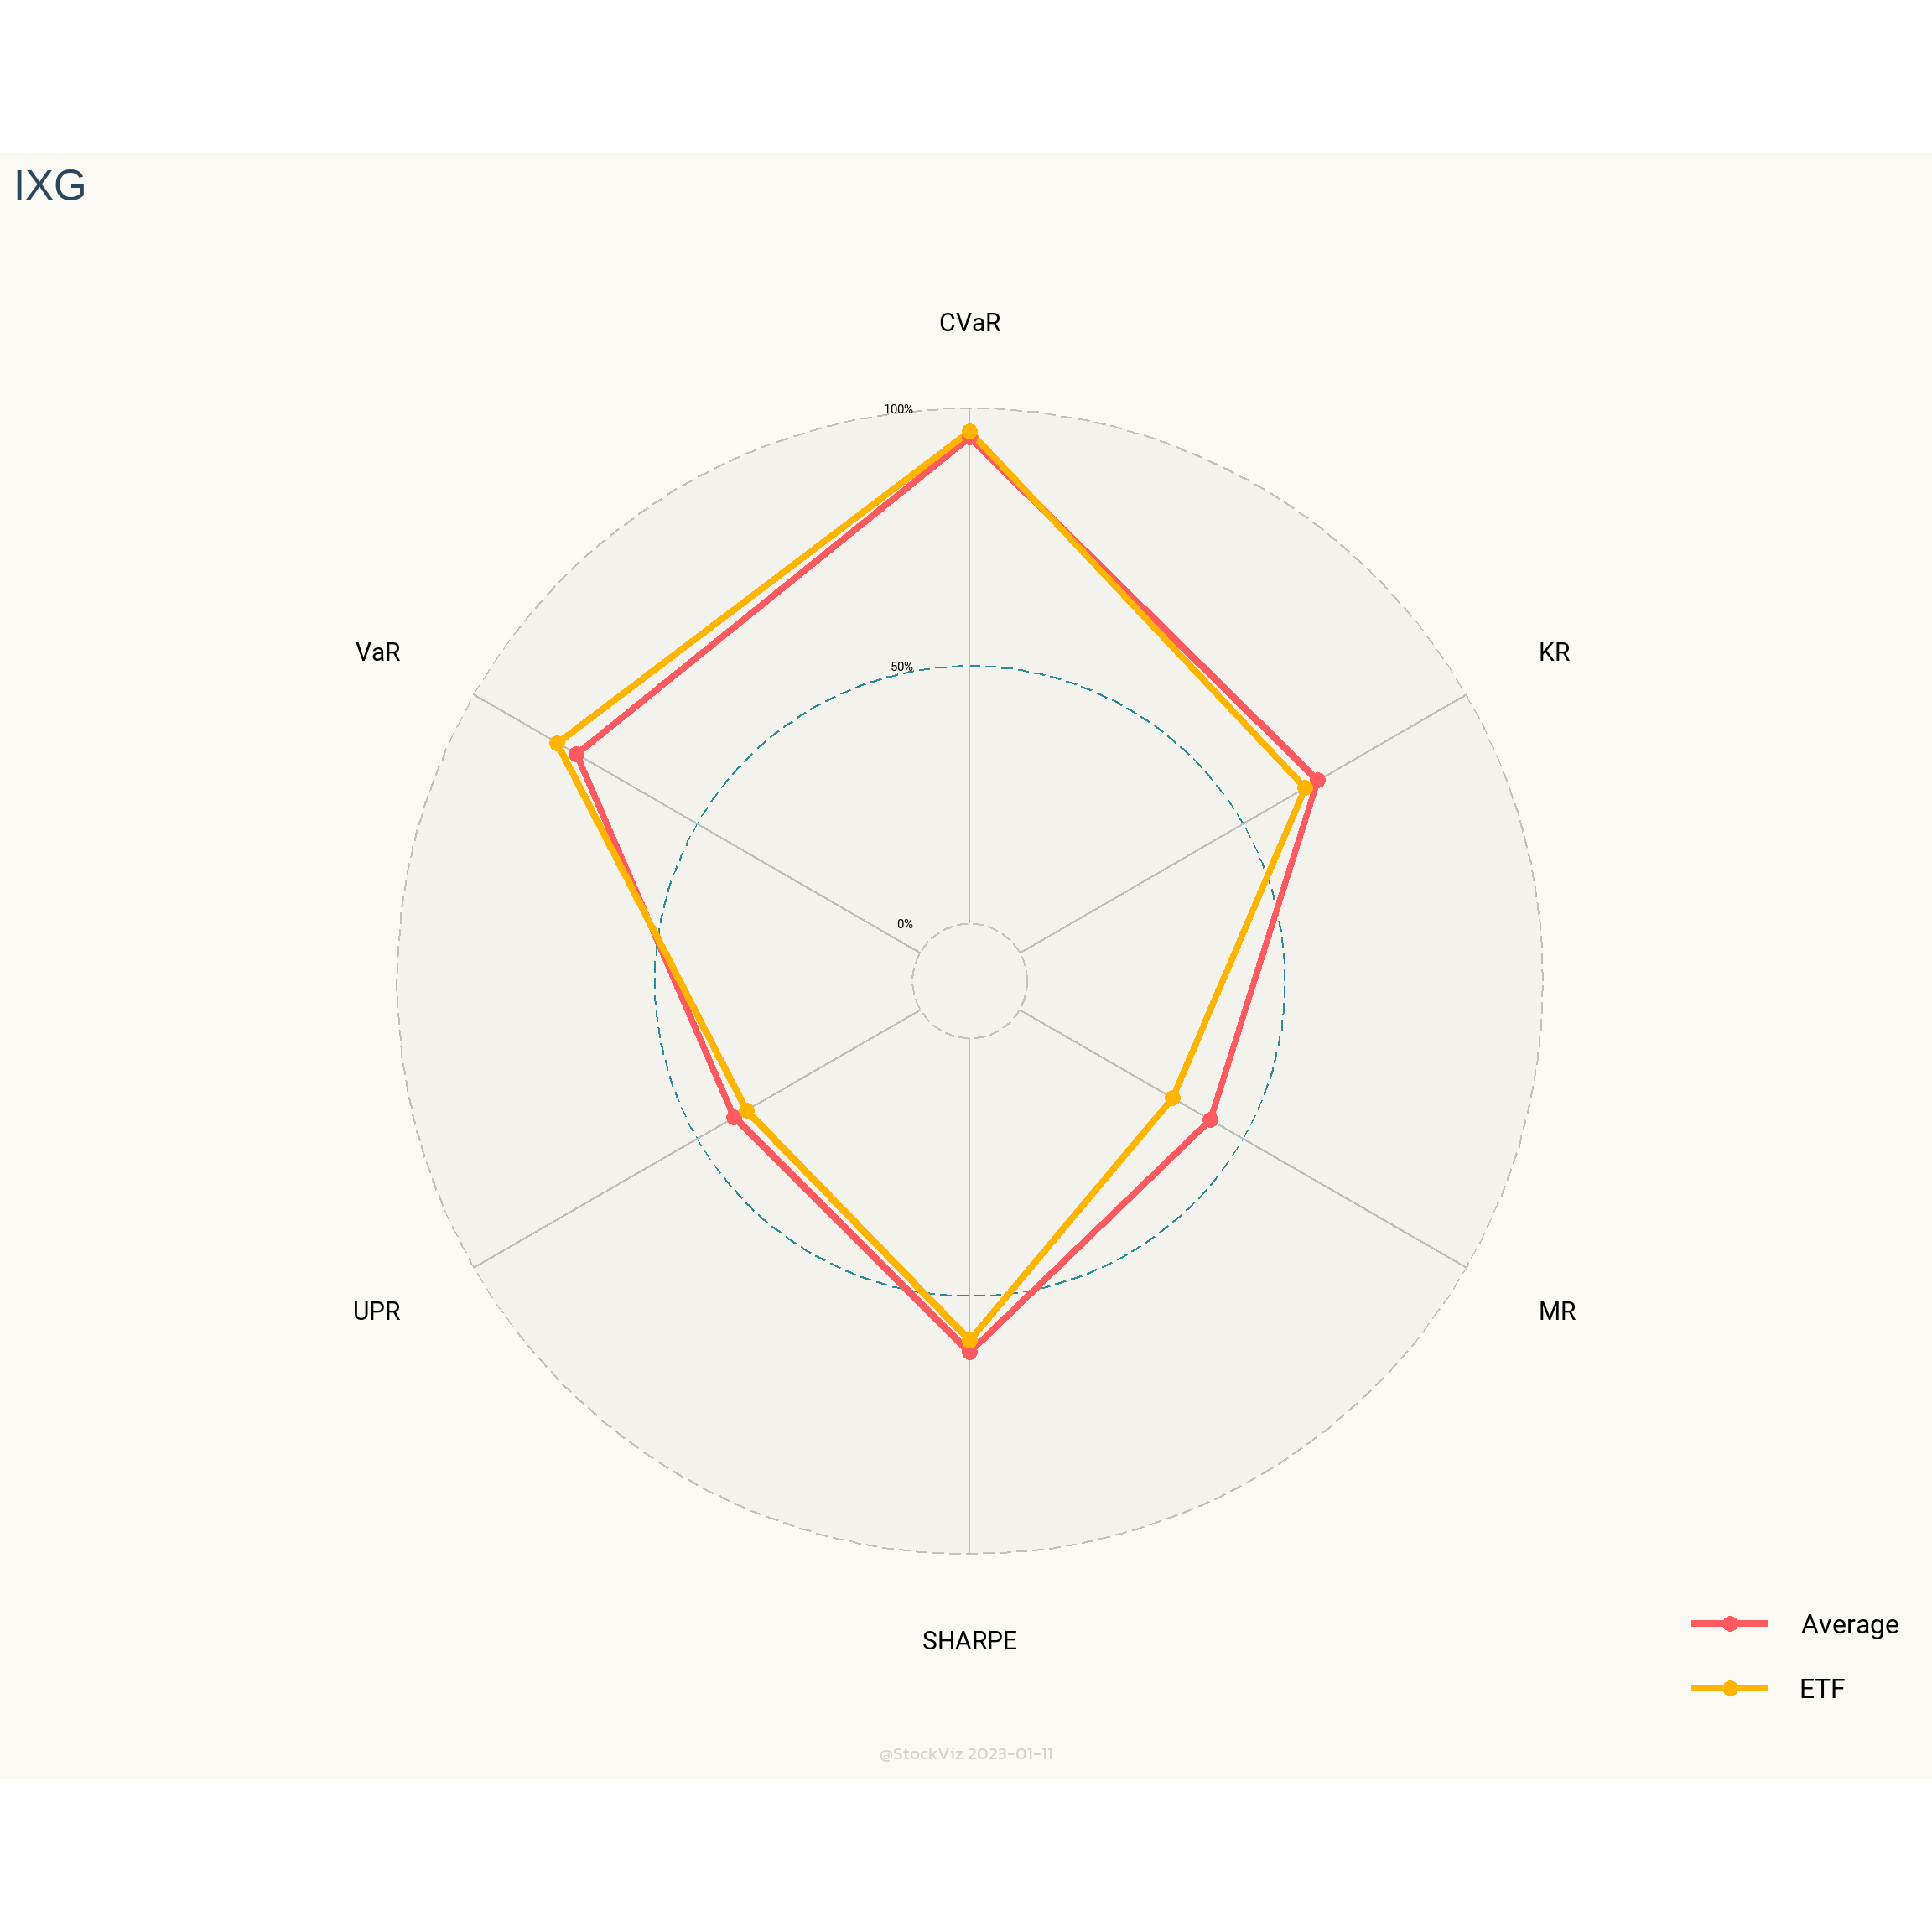 IXG
CVaR
100%
VaR
KR
50%
0%
UPR
MR
SHARPE
Average
ETF
@StockViz 2023-01-11